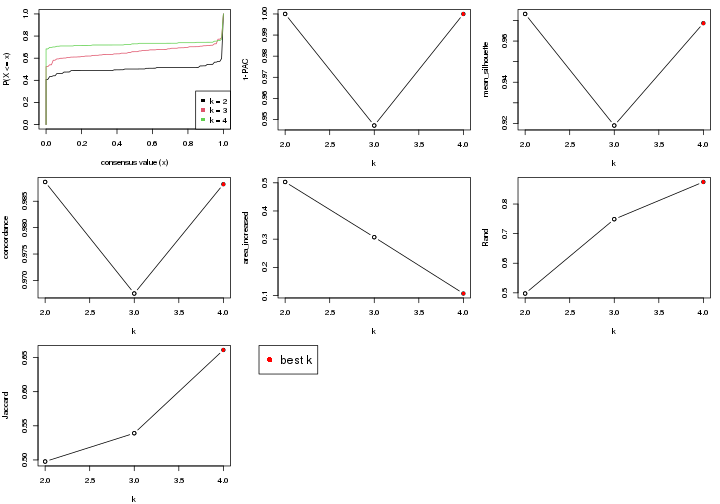 P(X <= x)
1.0
0.8
0.6
0.4
0.2
0.0
k = 2
k = 3
k = 4
0.0 0.2 0.4 0.6 0.8 1.0
consensus value (x)
1-PAC
1.00
0.99
0.98
0.97
0.96
0.95
2.0 2.5 3.0 3.5 4.0
k
mean_silhouette
0.96
0.94
0.92
2.0 2.5 3.0 3.5 4.0
k
concordance
0.985
0.980
0.975
0.970
2.0 2.5 3.0 3.5 4.0
k
area_increased
0.5
0.4
0.3
0.2
0.1
2.0 2.5 3.0 3.5 4.0
k
Rand
0.8
0.7
0.6
0.5
2.0 2.5 3.0 3.5 4.0
k
Jaccard
0.65
0.60
0.55
0.50
2.0 2.5 3.0 3.5 4.0
k
best k